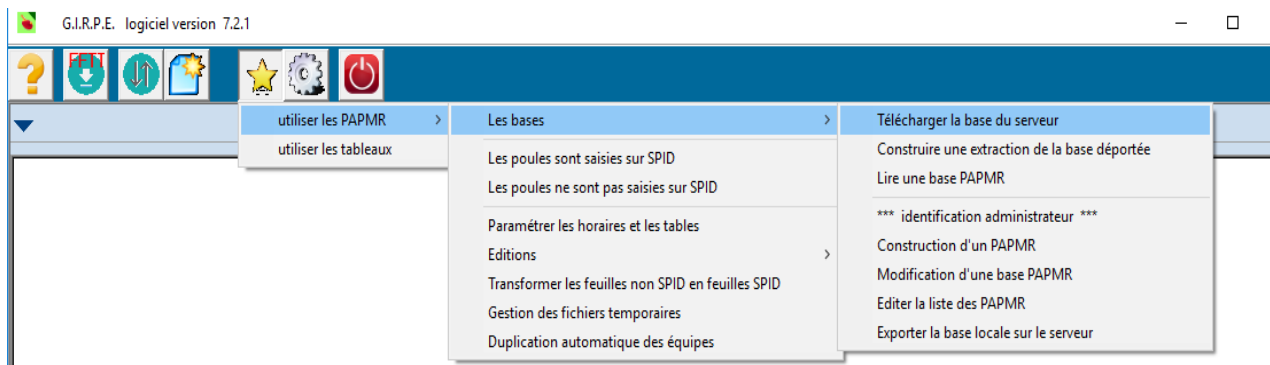 G.I.R.P.E. logiciel version 7.2.1
FFTT
utiliser les PAPMR
utiliser les tableaux
Les bases
Les poules sont saisies sur SPID
Les poules ne sont pas saisies sur SPID
Paramétrer les horaires et les tables
Editions
Transformer les feuilles non SPID en feuilles SPID
Gestion des fichiers temporaires
Duplication automatique des équipes
Télécharger la base du serveur
Construire une extraction de la base déportée
Lire une base PAPMR
*** identification administrateur ***
Construction d'un PAPMR
Modification d'une base PAPMR
Editer la liste des PAPMR
Exporter la base locale sur le serveur